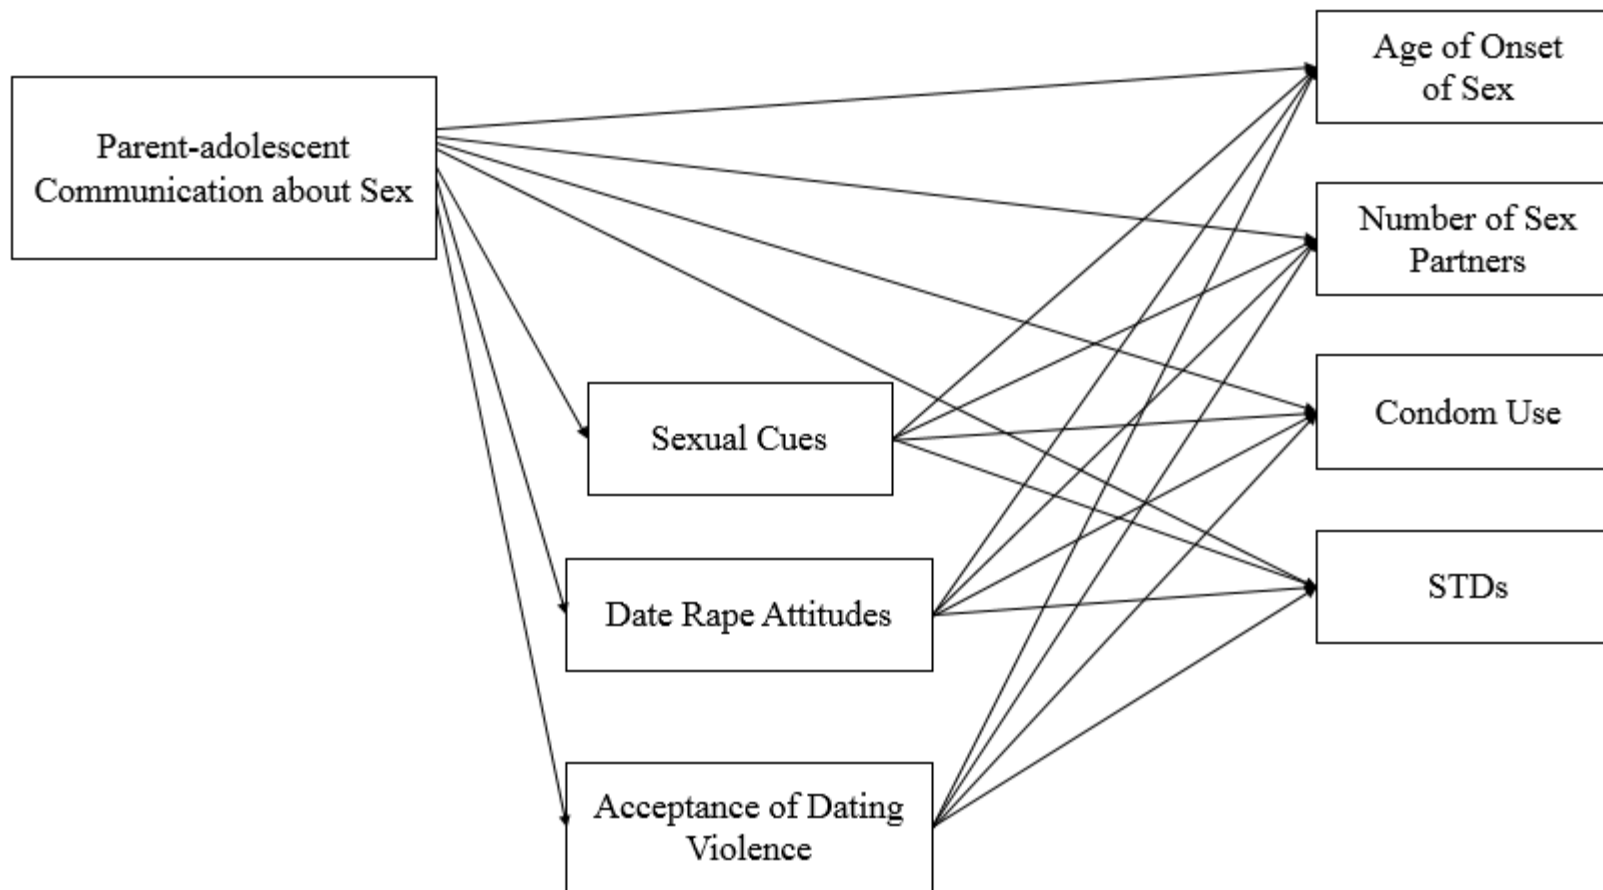 Parent-adolescent
Communication about Sex
Age of Onset
of Sex
Number of Sex
Partners
Condom Use
STDs
Sexual Cues
Date Rape Attitudes
Acceptance of Dating
Violence